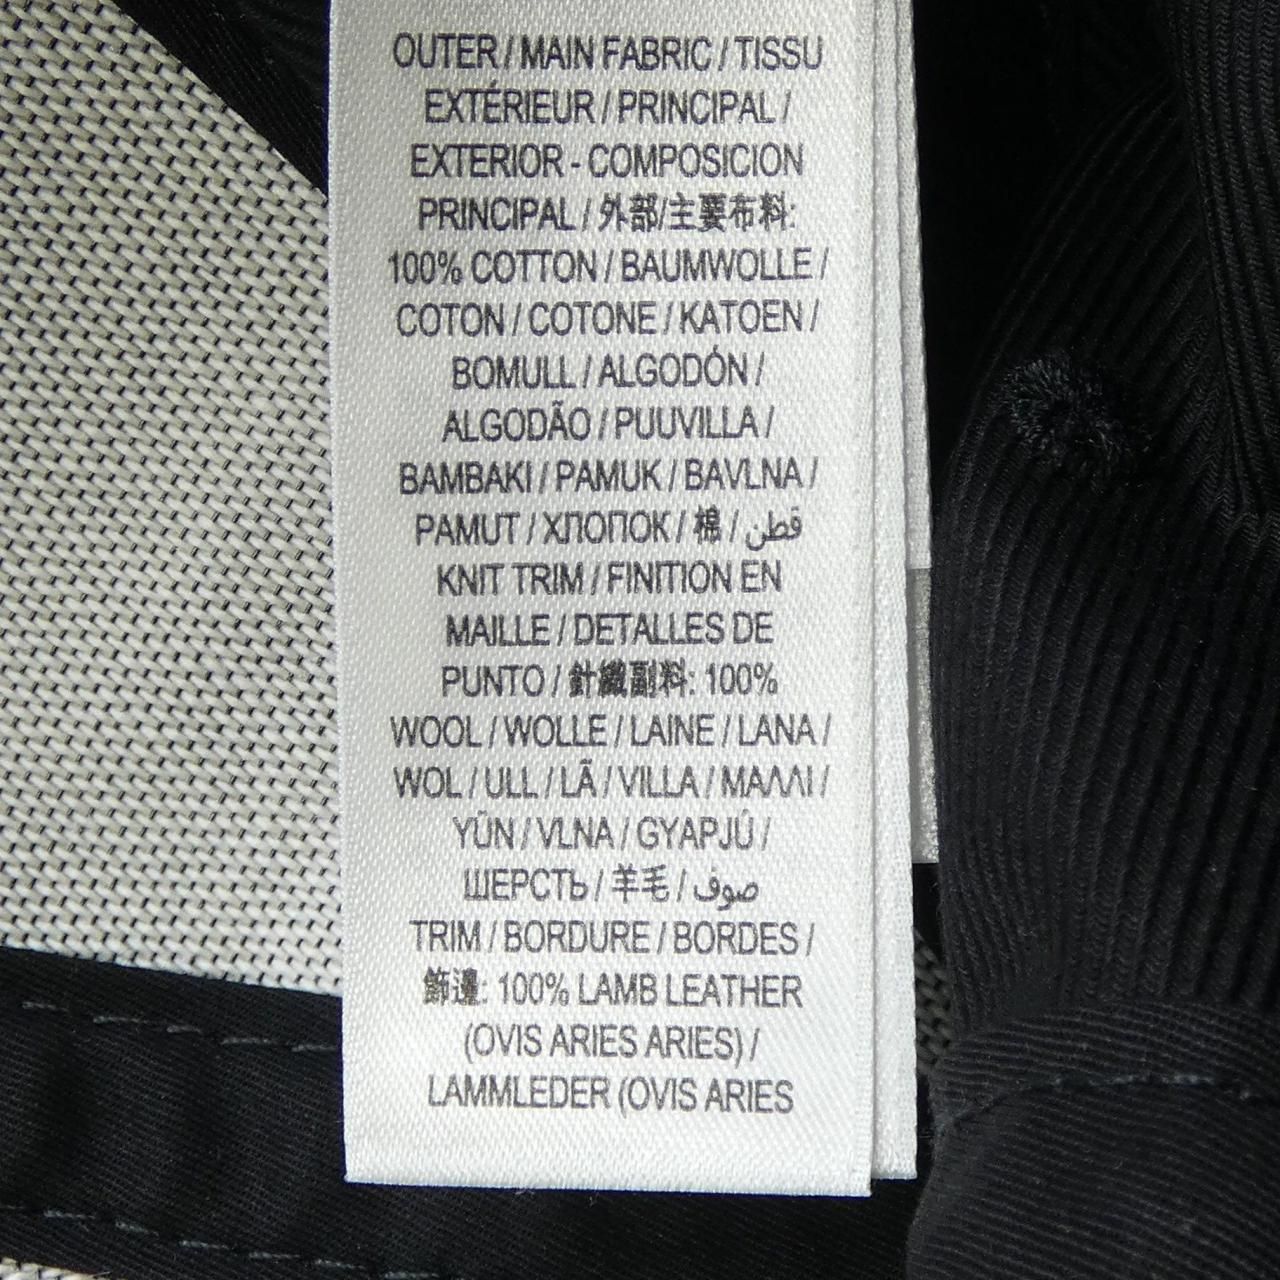 OUTER / MAIN FABRIC / TISSU
EXTÉRIEUR / PRINCIPAL /
EXTERIOR - COMPOSICION
PRINCIPAL / 外部/主要布料:
100% COTTON / BAUMWOLLE /
COTON / COTONE / KATOEN /
BOMULL / ALGODÓN /
ALGODÃO / PUUVILLA /
BAMBAKI / PAMUK / BAVLNA /
PAMUT / ХЛОПОК / 棉 / قطن
KNIT TRIM / FINITION EN
MAILLE / DETALLES DE
PUNTO / 針織副料: 100%
WOOL / WOLLE / LAINE / LANA /
WOL / ULL / LÃ / VILLA / ΜΑΛΛΙ /
YŪN / VLNA / GYAPJÚ /
ШЕРСТЬ / 羊毛 / صوف
TRIM / BORDURE / BORDES /
飾邊: 100% LAMB LEATHER
(OVIS ARIES ARIES) /
LAMMLEDER (OVIS ARIES